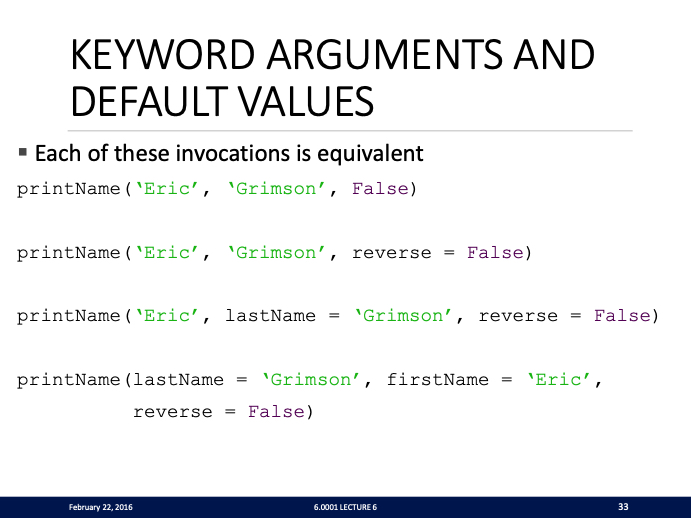 KEYWORD ARGUMENTS AND
DEFAULT VALUES
▪ Each of these invocations is equivalent
printName(‘Eric’, ‘Grimson’, False)
printName(‘Eric’, ‘Grimson’, reverse = False)
printName(‘Eric’, lastName = ‘Grimson’, reverse = False)
printName(lastName = ‘Grimson’, firstName = ‘Eric’,
reverse = False)
February 22, 2016 6.0001 LECTURE 6 33